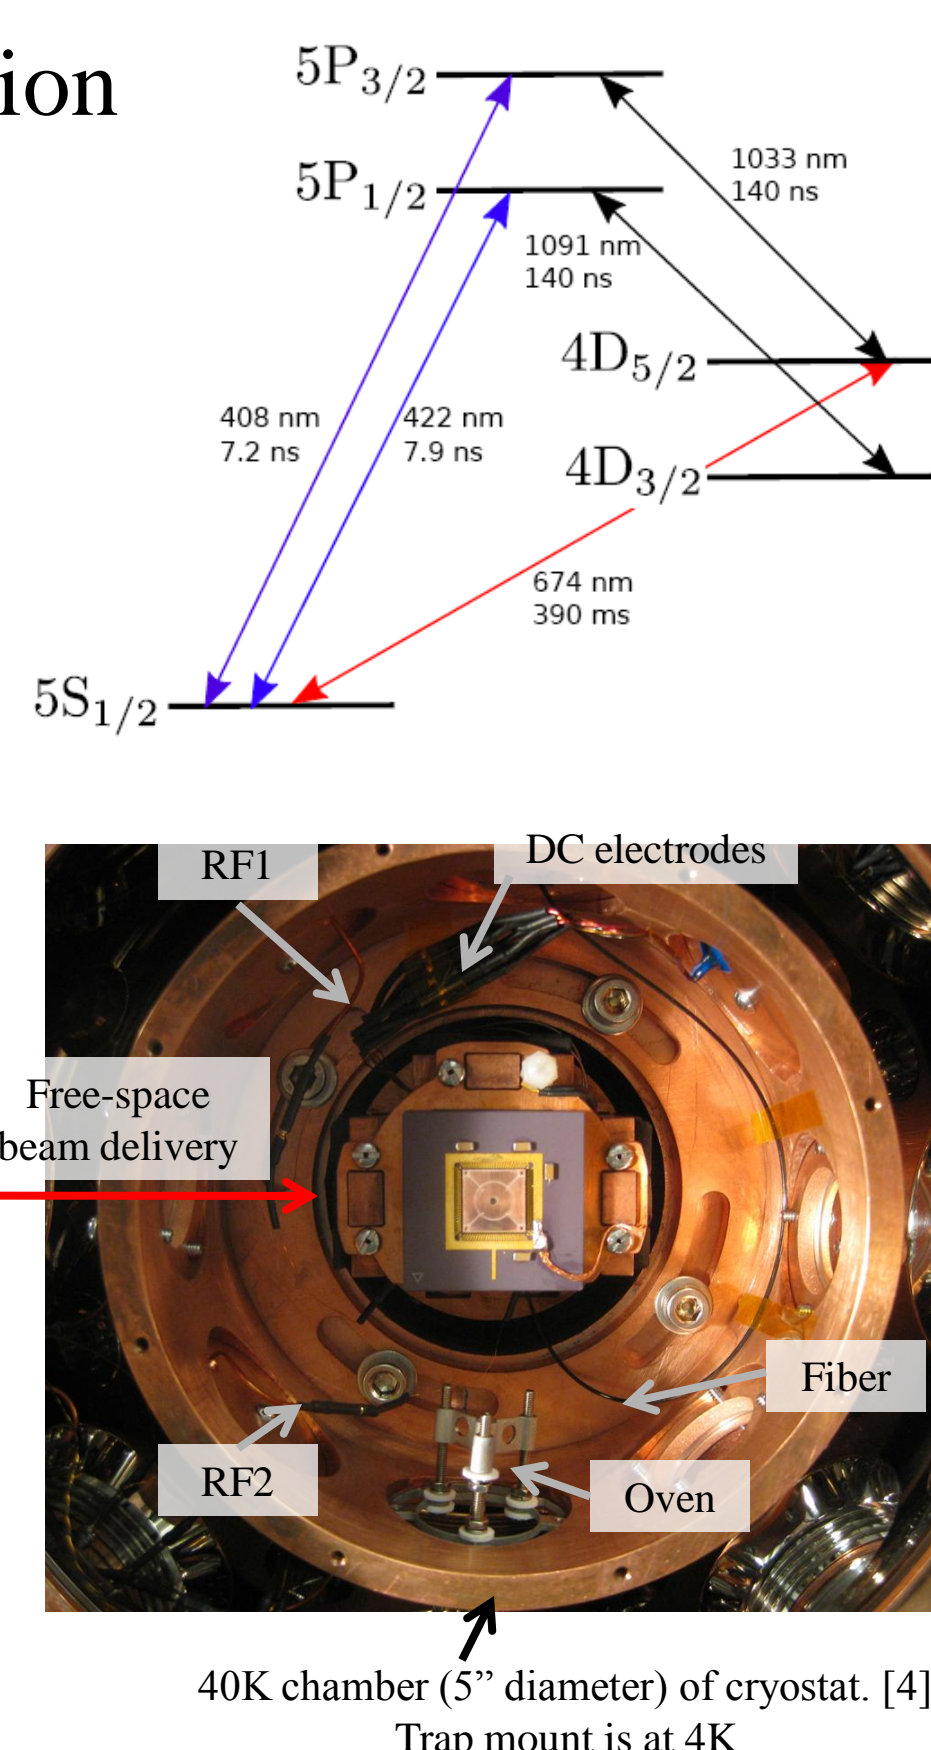 ion
5P3/2
5P1/2
1033 nm
140 ns
1091 nm
140 ns
4D5/2
408 nm
7.2 ns
422 nm
7.9 ns
4D3/2
674 nm
390 ms
5S1/2
RF1
DC electrodes
Free-space
beam delivery
Fiber
RF2
Oven
40K chamber (5” diameter) of cryostat. [4]
Trap mount is at 4K